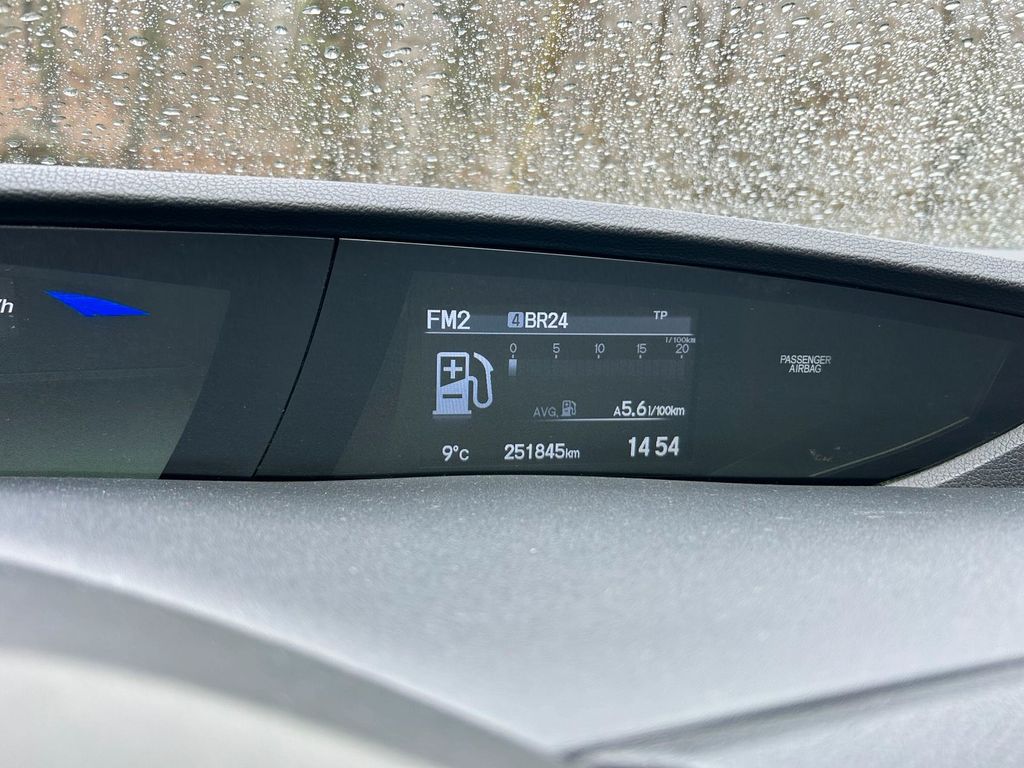 /h
FM2 4 BR24 TP
l/100km
0 5 10 15 20
AVG. A5.6l/100km
9°C 251845km 14 54
PASSENGER
AIRBAG